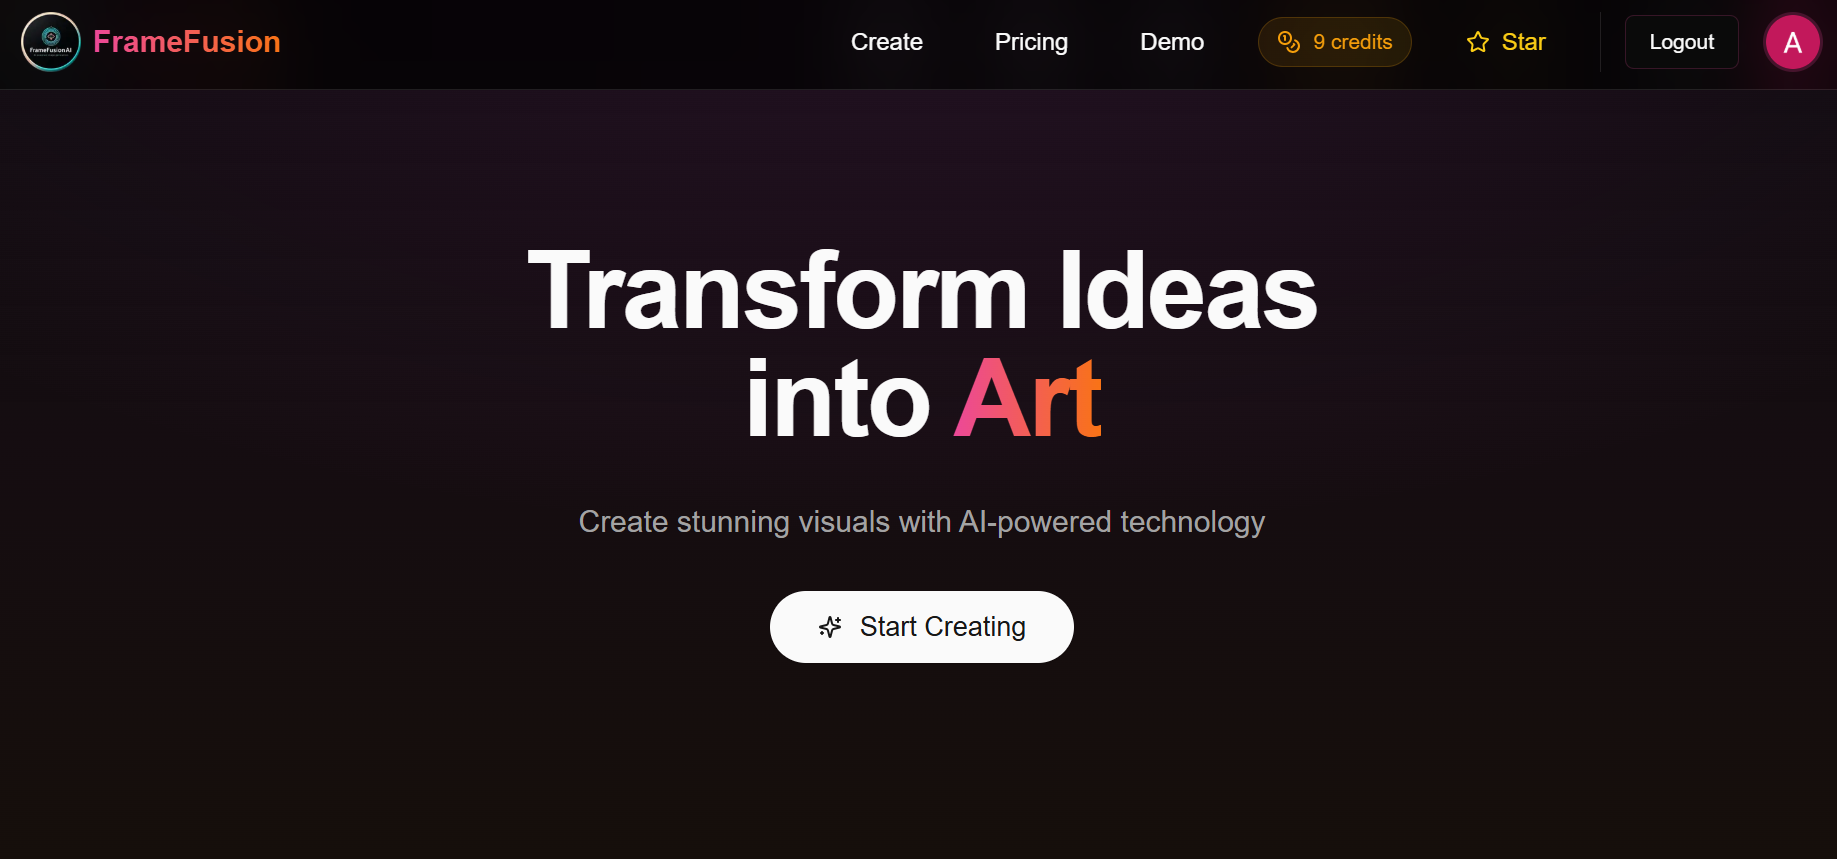 FrameFusionAI
FrameFusion
Create
Pricing
Demo
9 credits
Star
Logout
A
Transform Ideas
into Art
Create stunning visuals with AI-powered technology
Start Creating